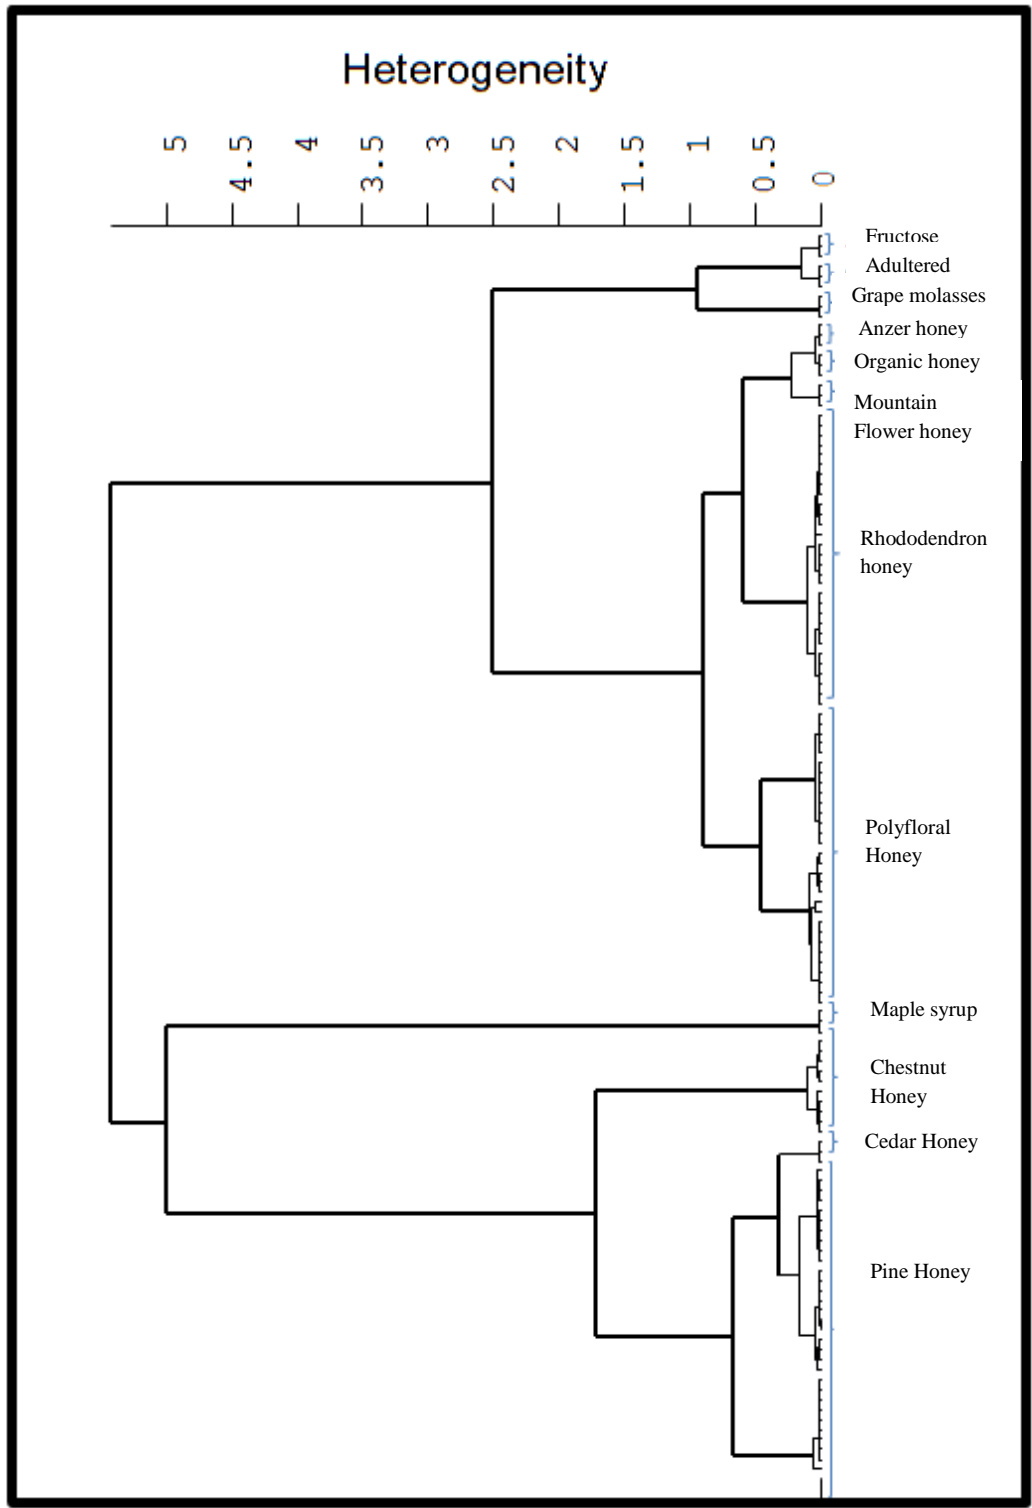 Heterogeneity
5
4.5
4
3.5
3
2.5
2
1.5
1
0.5
0
Fructose
Adultered
Grape molasses
Anzer honey
Organic honey
Mountain
Flower honey
Rhododendron
honey
Polyfloral
Honey
Maple syrup
Chestnut
Honey
Cedar Honey
Pine Honey